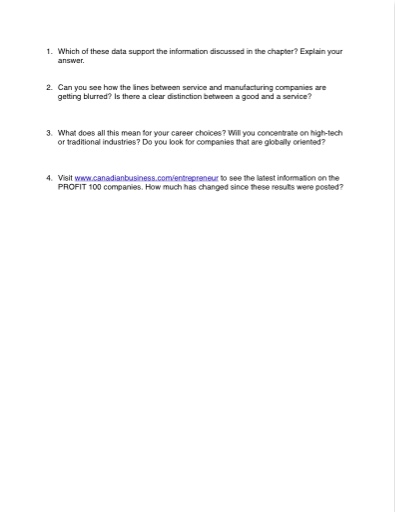 1. Which of these data support the information discussed in the chapter? Explain your
answer.
2. Can you see how the lines between service and manufacturing companies are
getting blurred? Is there a clear distinction between a good and a service?
3. What does all this mean for your career choices? Will you concentrate on high-tech
or traditional industries? Do you look for companies that are globally oriented?
4. Visit www.canadianbusiness.com/entrepreneur to see the latest information on the
PROFIT 100 companies. How much has changed since these results were posted?